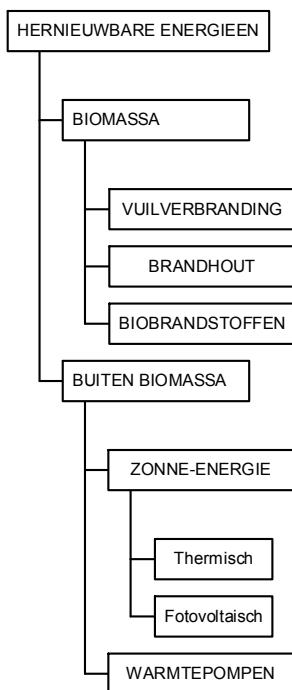 HERNIEUWBARE ENERGIEEN
BIOMASSA
VUILVERBRANDING
BRANDHOUT
BIOBRANDSTOFFEN
BUITEN BIOMASSA
ZONNE-ENERGIE
Thermisch
Fotovoltaisch
WARMTEPOMPEN